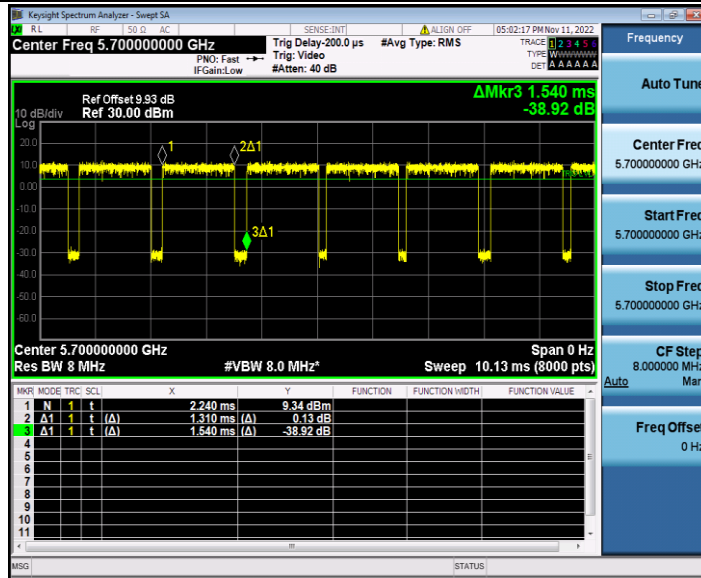 Keysight Spectrum Analyzer - Swept SA
RL RF 50 Ω AC SENSE:INT ALIGN OFF 05:02:17 PM Nov 11, 2022
Center Freq 5.700000000 GHz
PNO: Fast
IFGain:Low
Trig Delay-200.0 µs
Trig: Video
#Atten: 40 dB
#Avg Type: RMS
TRACE 1 2 3 4 5 6
TYPE W
DET A A A A A A
ΔMkr3 1.540 ms
-38.92 dB
Ref Offset 9.93 dB
10 dB/div Ref 30.00 dBm
Log
20.0
10.0
0.00
-10.0
-20.0
-30.0
-40.0
-50.0
-60.0
1
2Δ1
3Δ1
Center 5.700000000 GHz Span 0 Hz
Res BW 8 MHz #VBW 8.0 MHz* Sweep 10.13 ms (8000 pts)
MKR MODE TRC SCL X Y FUNCTION FUNCTION WIDTH FUNCTION VALUE
1 N 1 t 2.240 ms 9.34 dBm
2 Δ1 1 t (Δ) 1.310 ms (Δ) 0.13 dB
3 Δ1 1 t (Δ) 1.540 ms (Δ) -38.92 dB
4
5
6
7
8
9
10
11
MSG STATUS
Frequency
Auto Tune
Center Freq
5.700000000 GHz
Start Freq
5.700000000 GHz
Stop Freq
5.700000000 GHz
CF Step
8.000000 MHz
Auto Man
Freq Offset
0 Hz